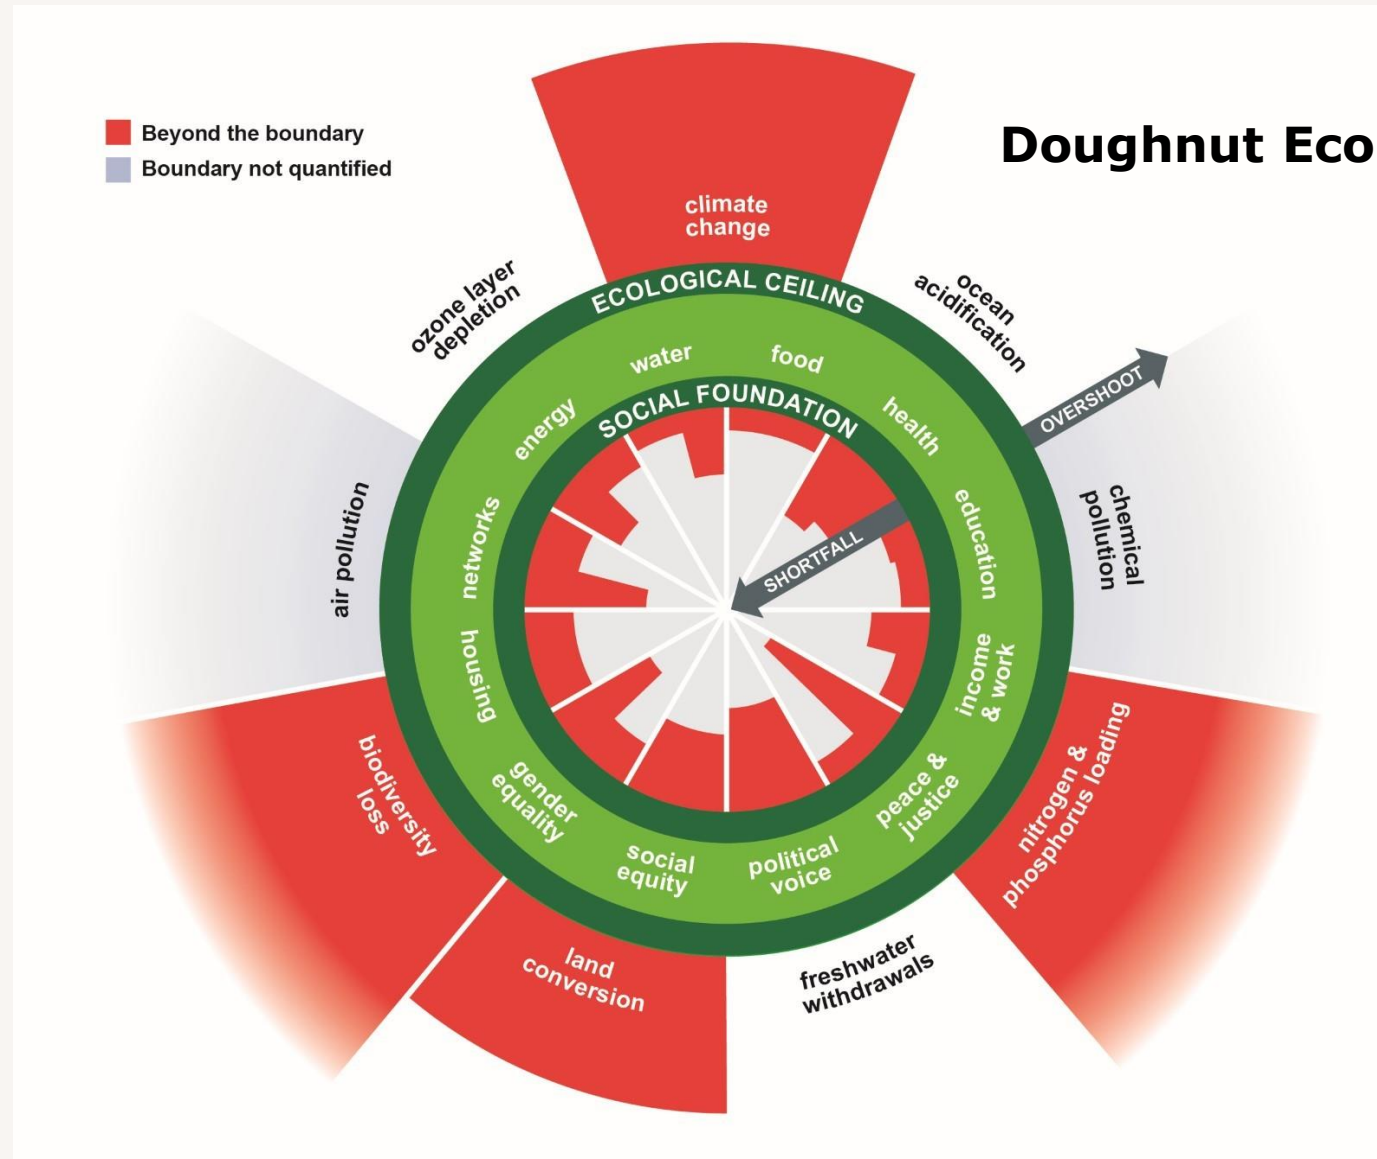 Beyond the boundary
Boundary not quantified
Doughnut Eco
climate
change
ozone layer
depletion
ocean
acidification
ECOLOGICAL CEILING
water
food
energy
health
SOCIAL FOUNDATION
OVERSHOOT
SHORTFALL
air pollution
networks
education
chemical
pollution
housing
income
& work
biodiversity
loss
gender
equality
social
equity
political
voice
peace &
justice
nitrogen &
phosphorus loading
land
conversion
freshwater
withdrawals